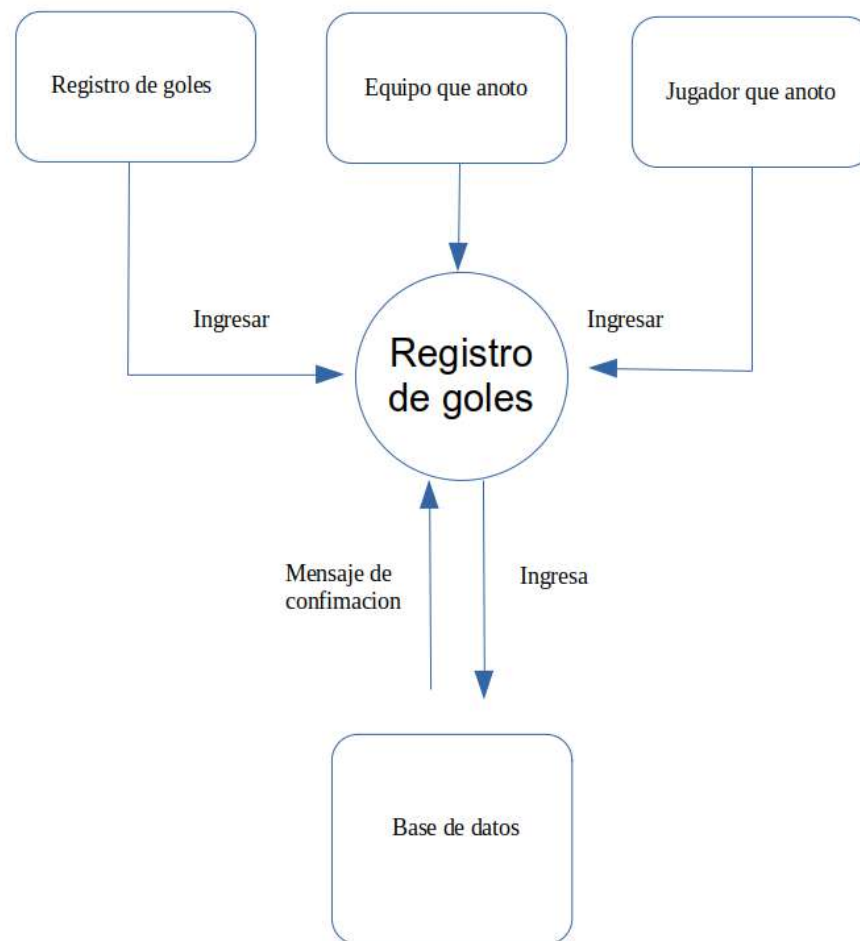 Registro de goles
Equipo que anoto
Jugador que anoto
Ingresar
Ingresar
Registro
de goles
Mensaje de
confimacion
Ingresa
Base de datos